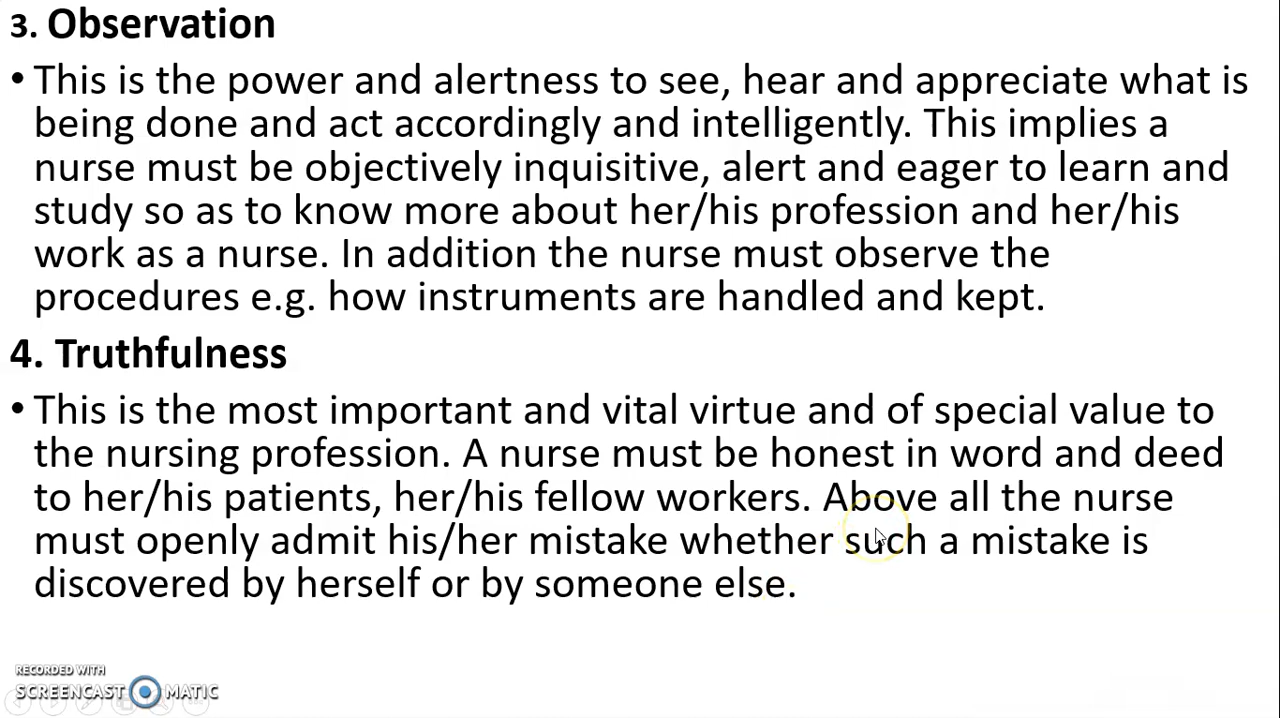 3. Observation
• This is the power and alertness to see, hear and appreciate what is
being done and act accordingly and intelligently. This implies a
nurse must be objectively inquisitive, alert and eager to learn and
study so as to know more about her/his profession and her/his
work as a nurse. In addition the nurse must observe the
procedures e.g. how instruments are handled and kept.
4. Truthfulness
• This is the most important and vital virtue and of special value to
the nursing profession. A nurse must be honest in word and deed
to her/his patients, her/his fellow workers. Above all the nurse
must openly admit his/her mistake whether such a mistake is
discovered by herself or by someone else.
RECORDED WITH
SCREENCAST MATIC